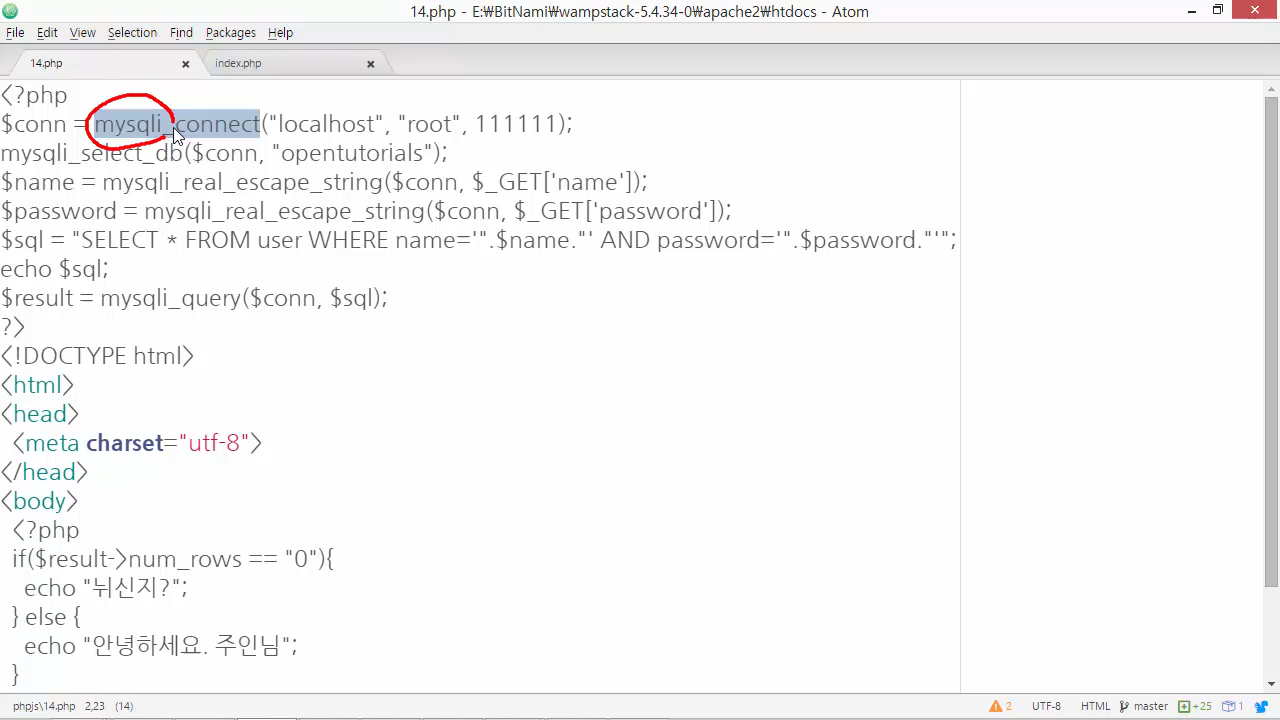 14.php - E:₩BitNami₩wampstack-5.4.34-0₩apache2₩htdocs - Atom
File Edit View Selection Find Packages Help
14.php index.php
<?php
$conn = mysqli_connect("localhost", "root", 111111);
mysqli_select_db($conn, "opentutorials");
$name = mysqli_real_escape_string($conn, $_GET['name']);
$password = mysqli_real_escape_string($conn, $_GET['password']);
$sql = "SELECT * FROM user WHERE name='".$name."' AND password='".$password."'";
echo $sql;
$result = mysqli_query($conn, $sql);
?>
<!DOCTYPE html>
<html>
<head>
<meta charset="utf-8">
</head>
<body>
<?php
if($result->num_rows == "0"){
echo "뉘신지?";
} else {
echo "안녕하세요. 주인님";
}
phpjs\14.php 2,23 (14) 2 UTF-8 HTML master +25 1